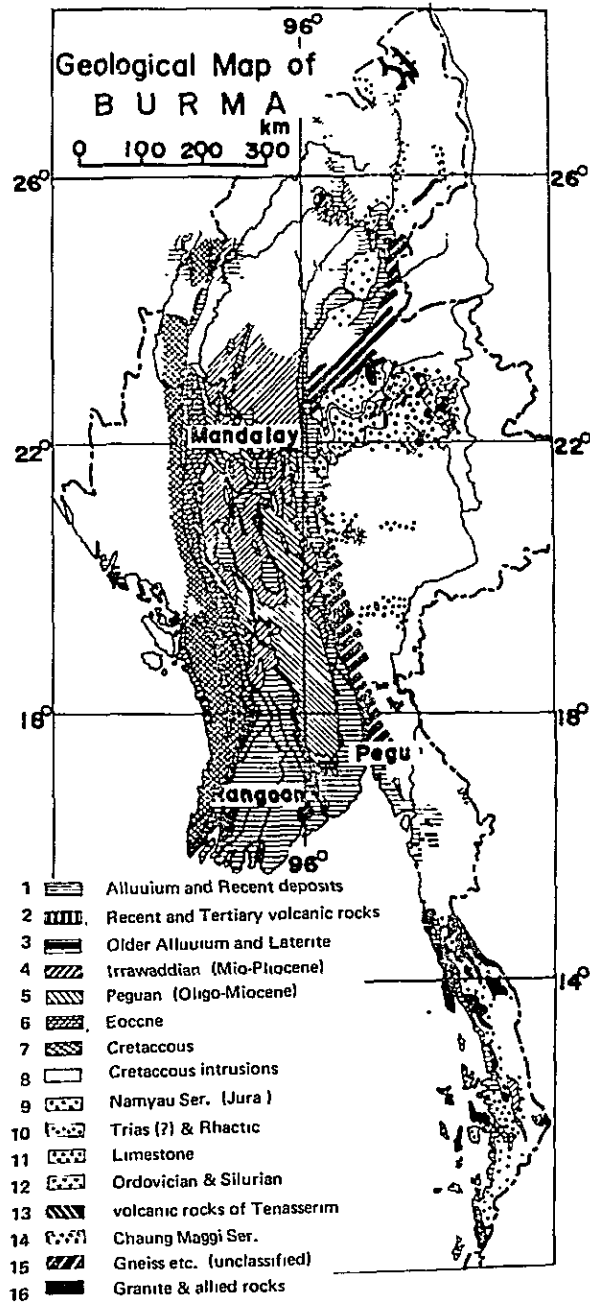 96°
Geological Map of
BURMA
km
0 100 200 300
26° 26°
Mandalay
22° 22°
18° 18°
Pegu
Rangoon
96°
14°
1 Alluuium and Recent deposits
2 Recent and Tertiary volcanic rocks
3 Older Alluuium and Laterite
4 Irrawaddian (Mio-Pliocene)
5 Peguan (Oligo-Miocene)
6 Eoccne
7 Cretaccous
8 Cretaccous intrusions
9 Namyau Ser. (Jura)
10 Trias (?) & Rhactic
11 Limestone
12 Ordovician & Silurian
13 volcanic rocks of Tenasserim
14 Chaung Maggi Ser.
15 Gneiss etc. (unclassified)
16 Granite & allied rocks